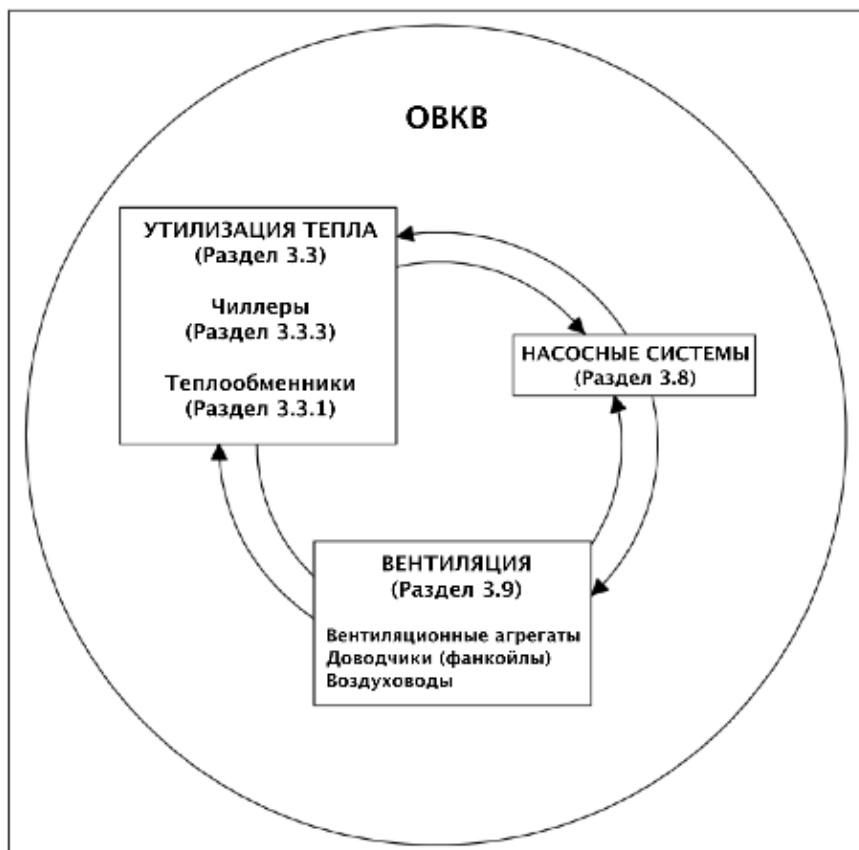 ОВКВ
УТИЛИЗАЦИЯ ТЕПЛА
(Раздел 3.3)
Чиллеры
(Раздел 3.3.3)
Теплообменники
(Раздел 3.3.1)
НАСОСНЫЕ СИСТЕМЫ
(Раздел 3.8)
ВЕНТИЛЯЦИЯ
(Раздел 3.9)
Вентиляционные агрегаты
Доводчики (фанкойлы)
Воздуховоды